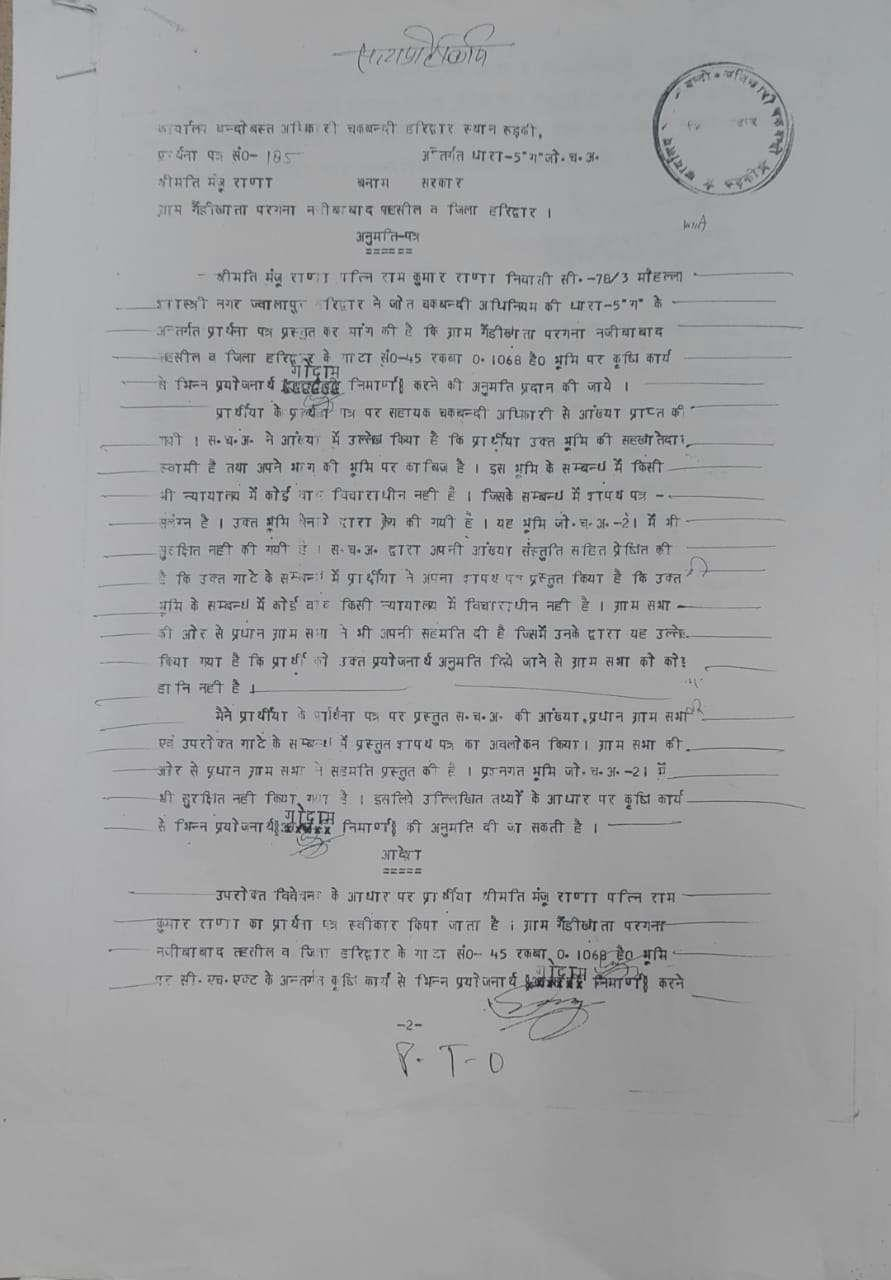 सत्यप्रतिलिपि
कार्यालय बन्दोबस्त अधिकारी चकबन्दी हरिद्वार स्थान रूड़की,
प्रार्थना पत्र सं0- 185 अन्तर्गत धारा-5"ग"जो.च.अ.
श्रीमति मंजू राणा बनाम सरकार
ग्राम गैंडीखाता परगना नजीबाबाद तहसील व जिला हरिद्वार ।
अनुमति-पत्र
======
श्रीमति मंजू राणा पत्नि राम कुमार राणा निवासी सी.-78/3 मौहल्ला
शास्त्री नगर ज्वालापुर हरिद्वार ने जोत चकबन्दी अधिनियम की धारा-5"ग" के
अन्तर्गत प्रार्थना पत्र प्रस्तुत कर मांग की है कि ग्राम गैंडीखाता परगना नजीबाबाद
तहसील व जिला हरिद्वार के गाटा सं0-45 रकबा 0.1068 है0 भूमि पर कृषि कार्य
गोदाम
से भिन्न प्रयोजनार्थ निमार्ण करने की अनुमति प्रदान की जाये ।
प्रार्थीया के प्रार्थना पत्र पर सहायक चकबन्दी अधिकारी से आंख्या प्राप्त की
गयी । स.च.अ. ने आंख्या में उल्लेख किया है कि प्रार्थीया उक्त भूमि की सहखातेदार
स्वामी है तथा अपने भाग की भूमि पर काबिज है । इस भूमि के सम्बन्ध में किसी
भी न्यायालय में कोई वाद विचाराधीन नही है । जिसके सम्बन्ध में शपथ पत्र -
संलग्न है । उक्त भूमि बैनामे द्वारा क्रय की गयी है । यह भूमि जो.च.अ.-21 में भी
सुरक्षित नही की गयी है । स.च.अ. द्वारा अपनी आंख्या संस्तुति सहित प्रेषित की
है कि उक्त गाटे के सम्बन्ध में प्रार्थीया ने अपना शपथ पत्र प्रस्तुत किया है कि उक्त
भूमि के सम्बन्ध में कोई वाद किसी न्यायालय में विचाराधीन नही है । ग्राम सभा
की ओर से प्रधान ग्राम सभा ने भी अपनी सहमति दी है जिसमें उनके द्वारा यह उल्लेख
किया गया है कि प्रार्थी को उक्त प्रयोजनार्थ अनुमति दिये जाने से ग्राम सभा को कोई
हानि नही है ।
मैने प्रार्थीया के प्रार्थना पत्र पर प्रस्तुत स.च.अ. की आंख्या,प्रधान ग्राम सभा
एवं उपरोक्त गाटे के सम्बन्ध में प्रस्तुत शपथ पत्र का अवलोकन किया। ग्राम सभा की
ओर से प्रधान ग्राम सभा ने सहमति प्रस्तुत की है । प्रश्नगत भूमि जो.च.अ.-21 में
भी सुरक्षित नही किया गया है । इसलिये उल्लिखित तथ्यों के आधार पर कृषि कार्य
गोदाम
से भिन्न प्रयोजनार्थ निमार्ण की अनुमति दी जा सकती है ।
आदेश
=====
उपरोक्त विवेचना के आधार पर प्रार्थीया श्रीमति मंजू राणा पत्नि राम
कुमार राणा का प्रार्थना पत्र स्वीकार किया जाता है । ग्राम गैंडीखाता परगना
नजीबाबाद तहसील व जिला हरिद्वार के गाटा सं0- 45 रकबा 0.1068 है0 भूमि
गोदाम
पर सी.एच.एक्ट के अन्तर्गत कृषि कार्य से भिन्न प्रयोजनार्थ निमार्ण करने
-2-
P-T-O